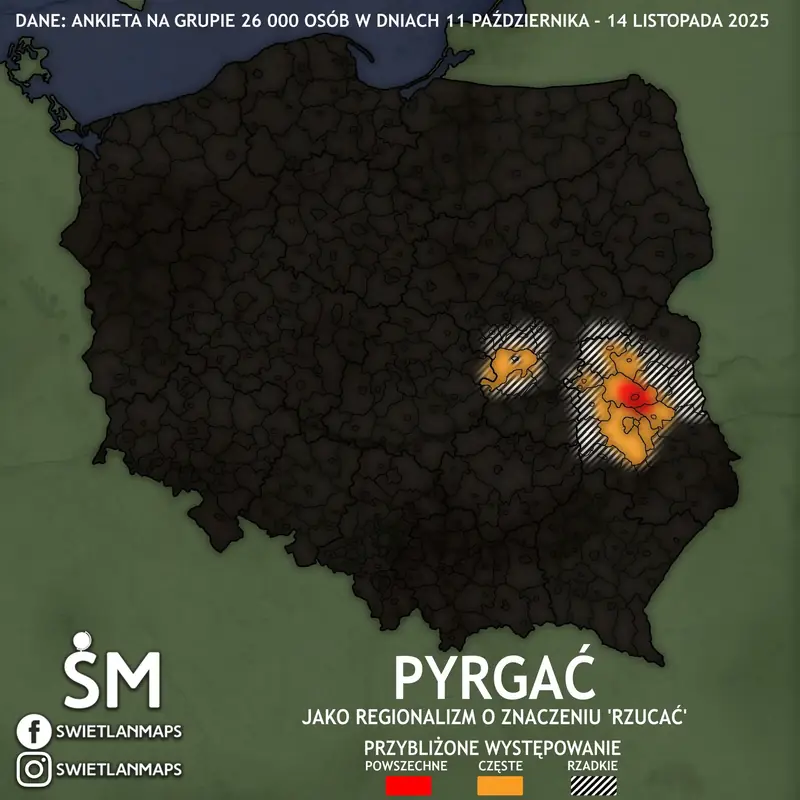 DANE: ANKIETA NA GRUPIE 26 000 OSÓB W DNIACH 11 PAŹDZIERNIKA - 14 LISTOPADA 2025
ŚM
SWIETLANMAPS
SWIETLANMAPS
PYRGAĆ
JAKO REGIONALIZM O ZNACZENIU 'RZUCAĆ'
PRZYBLIŻONE WYSTĘPOWANIE
POWSZECHNE CZĘSTE RZADKIE